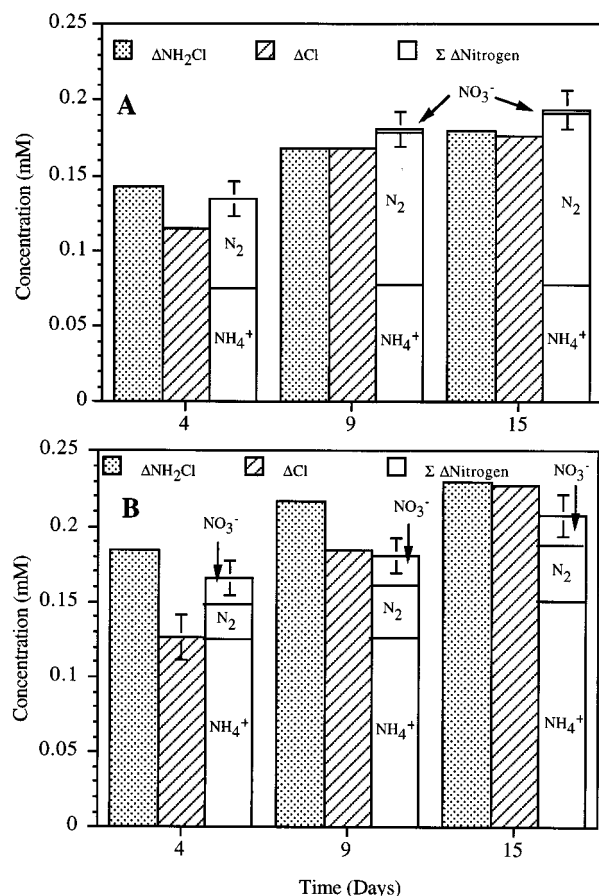 0.25
ΔNH₂Cl ΔCl Σ ΔNitrogen
A
NO₃⁻
0.2
0.15
0.1
0.05
0
Concentration (mM)
N₂ N₂ N₂
NH₄⁺ NH₄⁺ NH₄⁺
4 9 15
0.25
ΔNH₂Cl ΔCl Σ ΔNitrogen
B
NO₃⁻ NO₃⁻ NO₃⁻
0.2
0.15
0.1
0.05
0
Concentration (mM)
N₂ N₂ N₂
NH₄⁺ NH₄⁺ NH₄⁺
4 9 15
Time (Days)